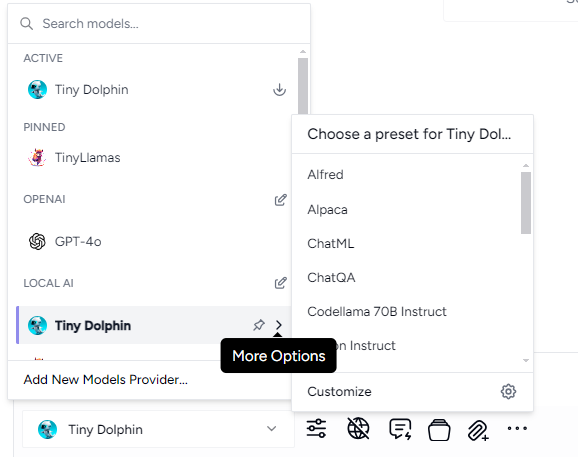 Search models...
ACTIVE
Tiny Dolphin
PINNED
TinyLlamas
OPENAI
GPT-4o
LOCAL AI
Tiny Dolphin
More Options
Add New Models Provider...
Tiny Dolphin
Choose a preset for Tiny Dol...
Alfred
Alpaca
ChatML
ChatQA
Codellama 70B Instruct
on Instruct
Customize